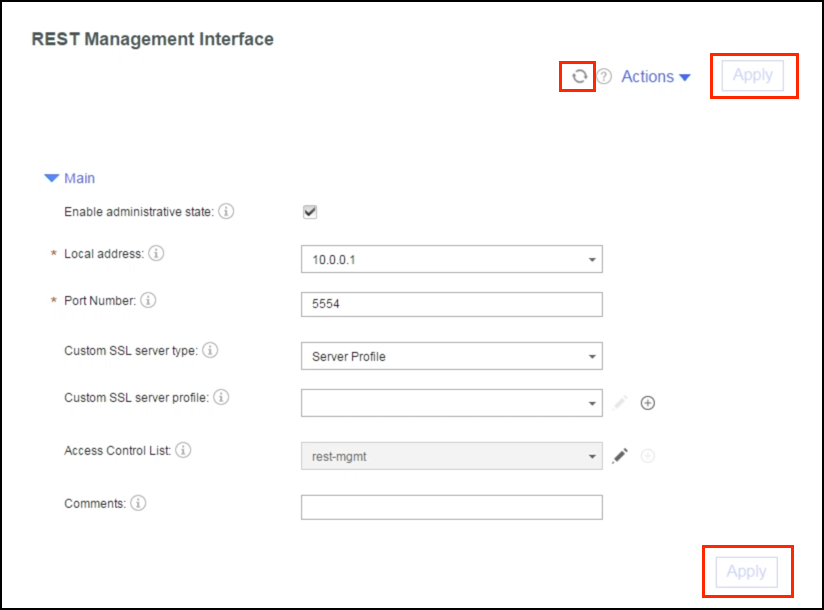 REST Management Interface
? Actions Apply
Main
Enable administrative state: i
* Local address: i 10.0.0.1
* Port Number: i 5554
Custom SSL server type: i Server Profile
Custom SSL server profile: i
Access Control List: i rest-mgmt
Comments: i
Apply